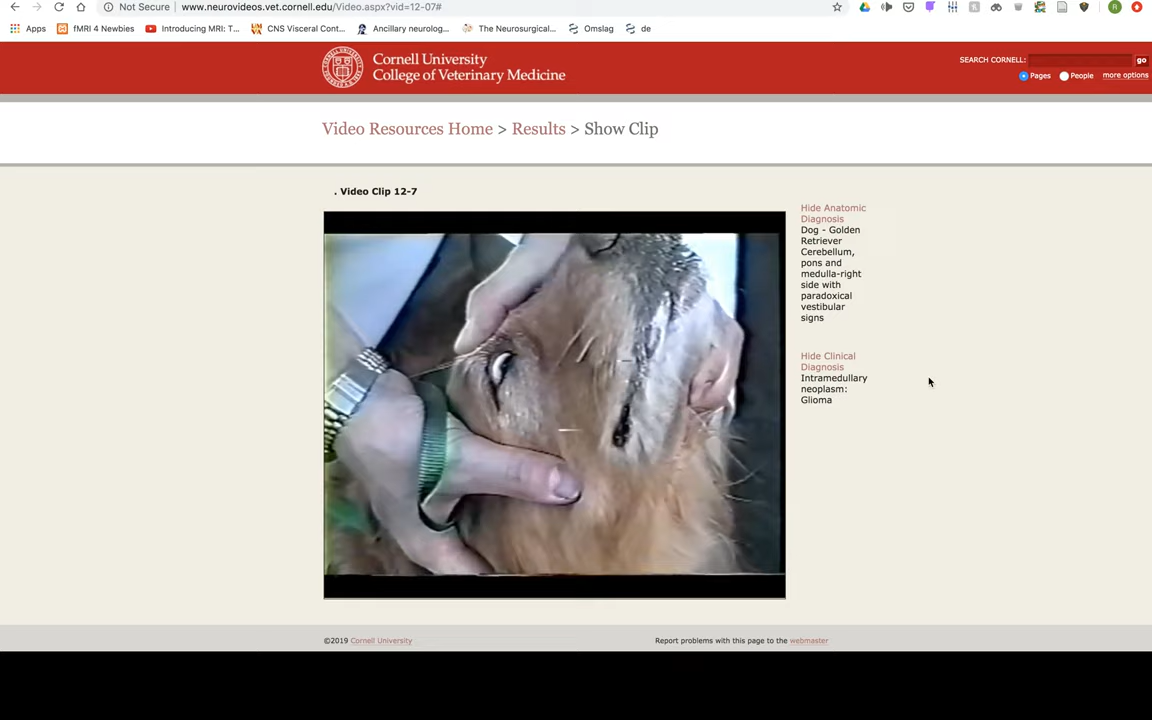 Not Secure
www.neurovideos.vet.cornell.edu/Video.aspx?vid=12-07#
Apps
fMRI 4 Newbies
Introducing MRI: T...
CNS Visceral Cont...
Ancillary neurolog...
The Neurosurgical...
Omslag
de
Cornell University
College of Veterinary Medicine
SEARCH CORNELL:
go
Pages
People
more options
Video Resources Home > Results > Show Clip
. Video Clip 12-7
Hide Anatomic
Diagnosis
Dog - Golden
Retriever
Cerebellum,
pons and
medulla-right
side with
paradoxical
vestibular
signs
Hide Clinical
Diagnosis
Intramedullary
neoplasm:
Glioma
©2019 Cornell University
Report problems with this page to the webmaster